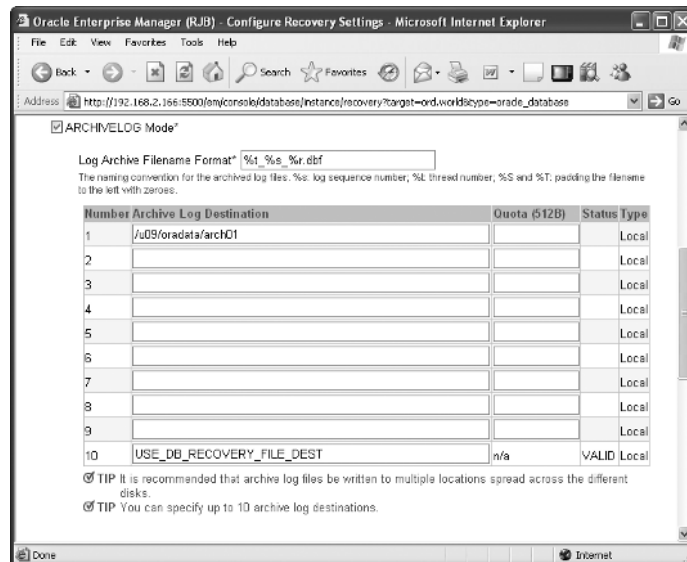 Oracle Enterprise Manager (RJB) - Configure Recovery Settings - Microsoft Internet Explorer
File Edit View Favorites Tools Help
Back Search Favorites
Address http://192.168.2.166:5500/em/console/database/instance/recovery?target=ord.world&type=oracle_database Go
ARCHIVELOG Mode*
Log Archive Filename Format* %t_%s_%r.dbf
The naming convention for the archived log files. %s: log sequence number; %t: thread number; %S and %T: padding the filename
to the left with zeroes.
Number Archive Log Destination Quota (512B) Status Type
1 /u09/oradata/arch01 Local
2 Local
3 Local
4 Local
5 Local
6 Local
7 Local
8 Local
9 Local
10 USE_DB_RECOVERY_FILE_DEST n/a VALID Local
TIP It is recommended that archive log files be written to multiple locations spread across the different
disks.
TIP You can specify up to 10 archive log destinations.
Done Internet